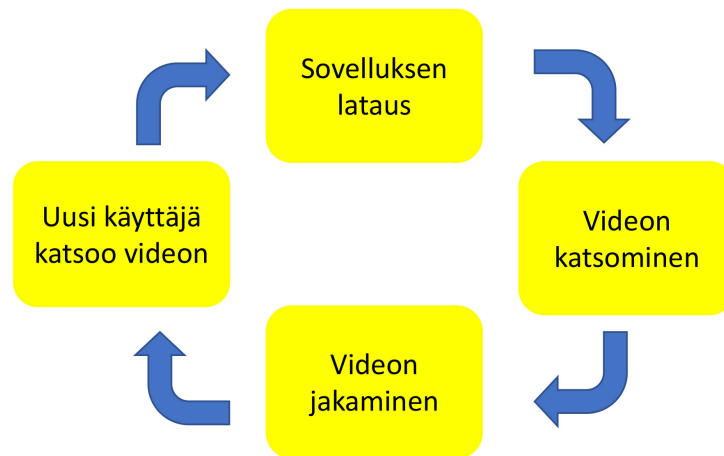 Sovelluksen
lataus
Videon
katsominen
Videon
jakaminen
Uusi käyttäjä
katsoo videon